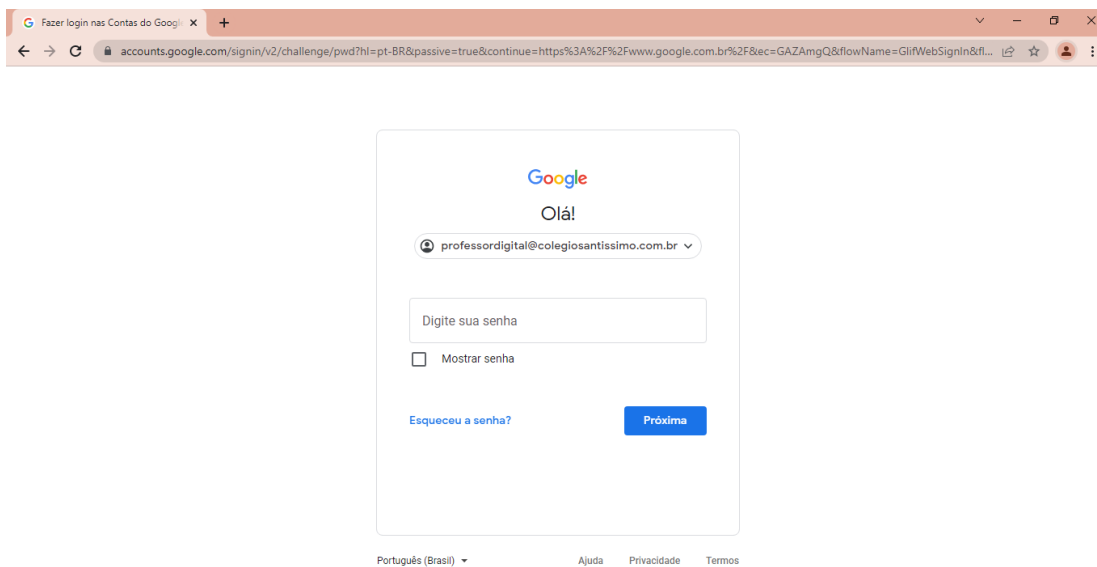 Fazer login nas Contas do Googl
accounts.google.com/signin/v2/challenge/pwd?hl=pt-BR&passive=true&continue=https%3A%2F%2Fwww.google.com.br%2F&ec=GAZAmgQ&flowName=GlifWebSignIn&fl...
Google
Olá!
professordigital@colegiosantissimo.com.br
Digite sua senha
Mostrar senha
Esqueceu a senha? Próxima
Português (Brasil) Ajuda Privacidade Termos